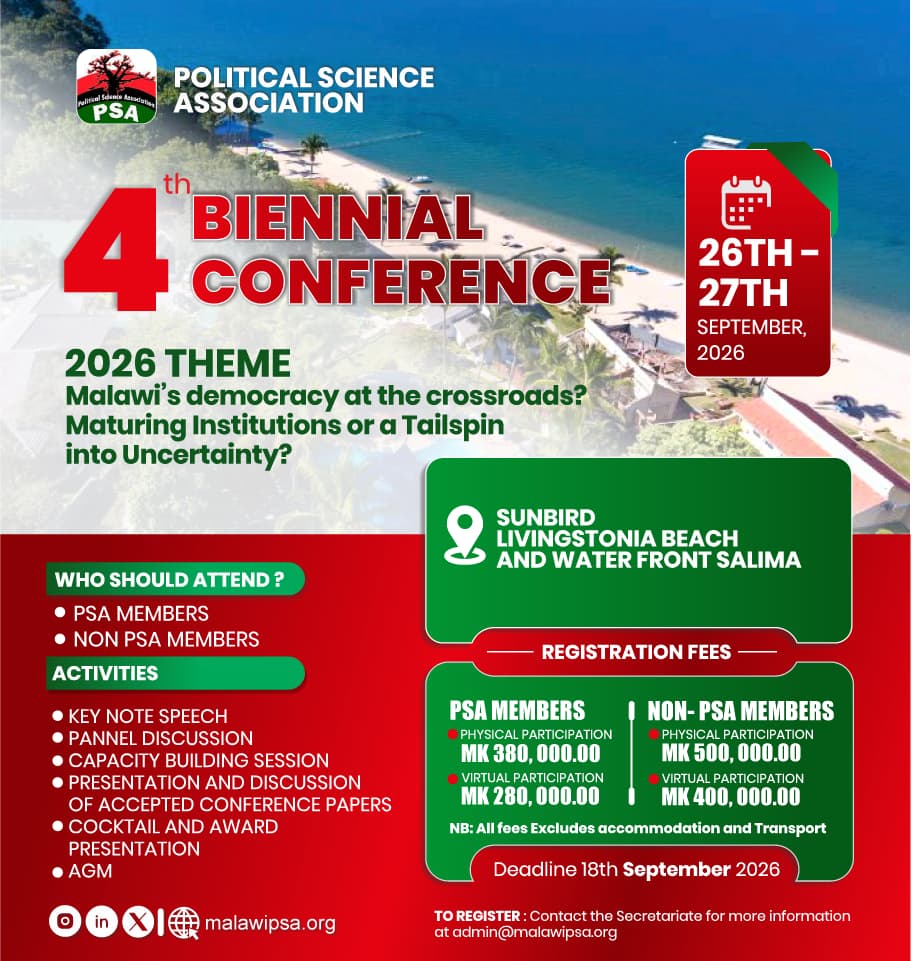 Political Science Association
PSA
POLITICAL SCIENCE
ASSOCIATION
4th BIENNIAL
CONFERENCE
26TH –
27TH
SEPTEMBER,
2026
2026 THEME
Malawi's democracy at the crossroads?
Maturing Institutions or a Tailspin
into Uncertainty?
SUNBIRD
LIVINGSTONIA BEACH
AND WATER FRONT SALIMA
WHO SHOULD ATTEND ?
PSA MEMBERS
NON PSA MEMBERS
ACTIVITIES
KEY NOTE SPEECH
PANNEL DISCUSSION
CAPACITY BUILDING SESSION
PRESENTATION AND DISCUSSION
OF ACCEPTED CONFERENCE PAPERS
COCKTAIL AND AWARD
PRESENTATION
AGM
REGISTRATION FEES
PSA MEMBERS
PHYSICAL PARTICIPATION
MK 380, 000.00
VIRTUAL PARTICIPATION
MK 280, 000.00
NON- PSA MEMBERS
PHYSICAL PARTICIPATION
MK 500, 000.00
VIRTUAL PARTICIPATION
MK 400, 000.00
NB: All fees Excludes accommodation and Transport
Deadline 18th September 2026
in
X
malawipsa.org
TO REGISTER : Contact the Secretariate for more information
at admin@malawipsa.org